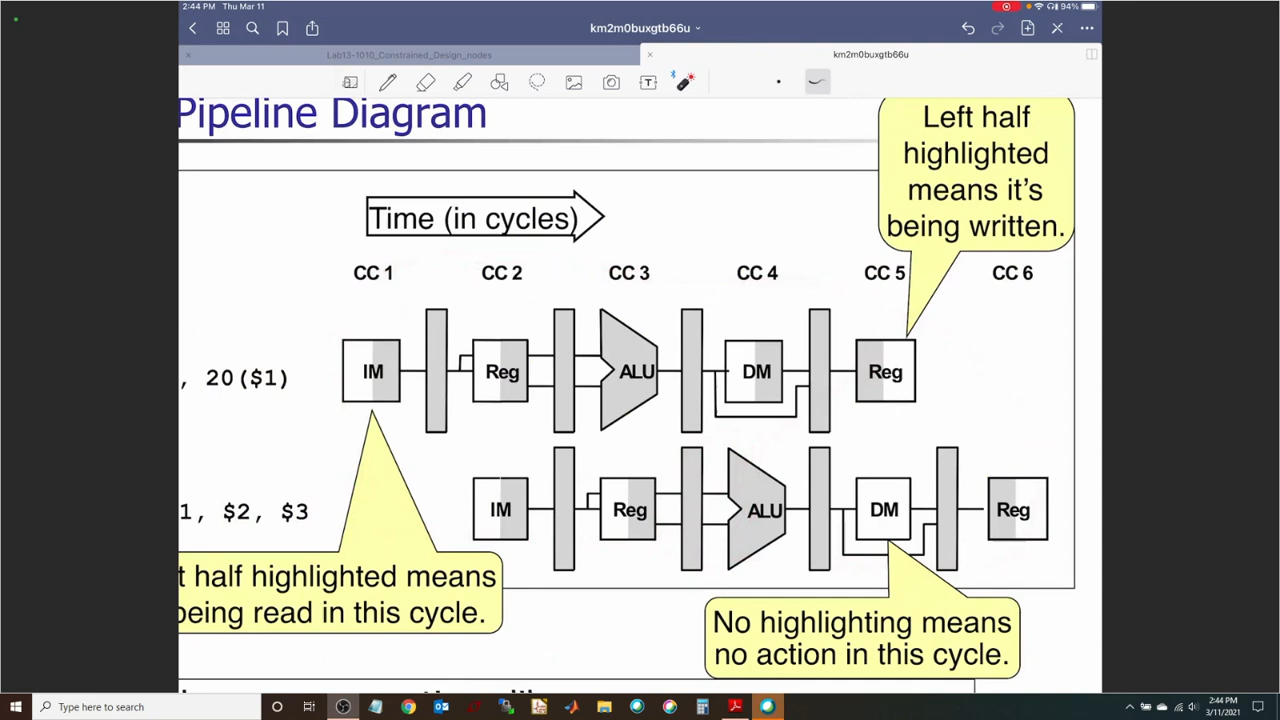 2:44 PM Thu Mar 11
94%
km2m0buxgtb66u
Lab13-1010_Constrained_Design_nodes
km2m0buxgtb66u
Pipeline Diagram
Left half
highlighted
means it's
being written.
Time (in cycles)
CC 1 CC 2 CC 3 CC 4 CC 5 CC 6
, 20($1)
IM Reg ALU DM Reg
1, $2, $3
IM Reg ALU DM Reg
t half highlighted means
being read in this cycle.
No highlighting means
no action in this cycle.
Type here to search
2:44 PM
3/11/2021